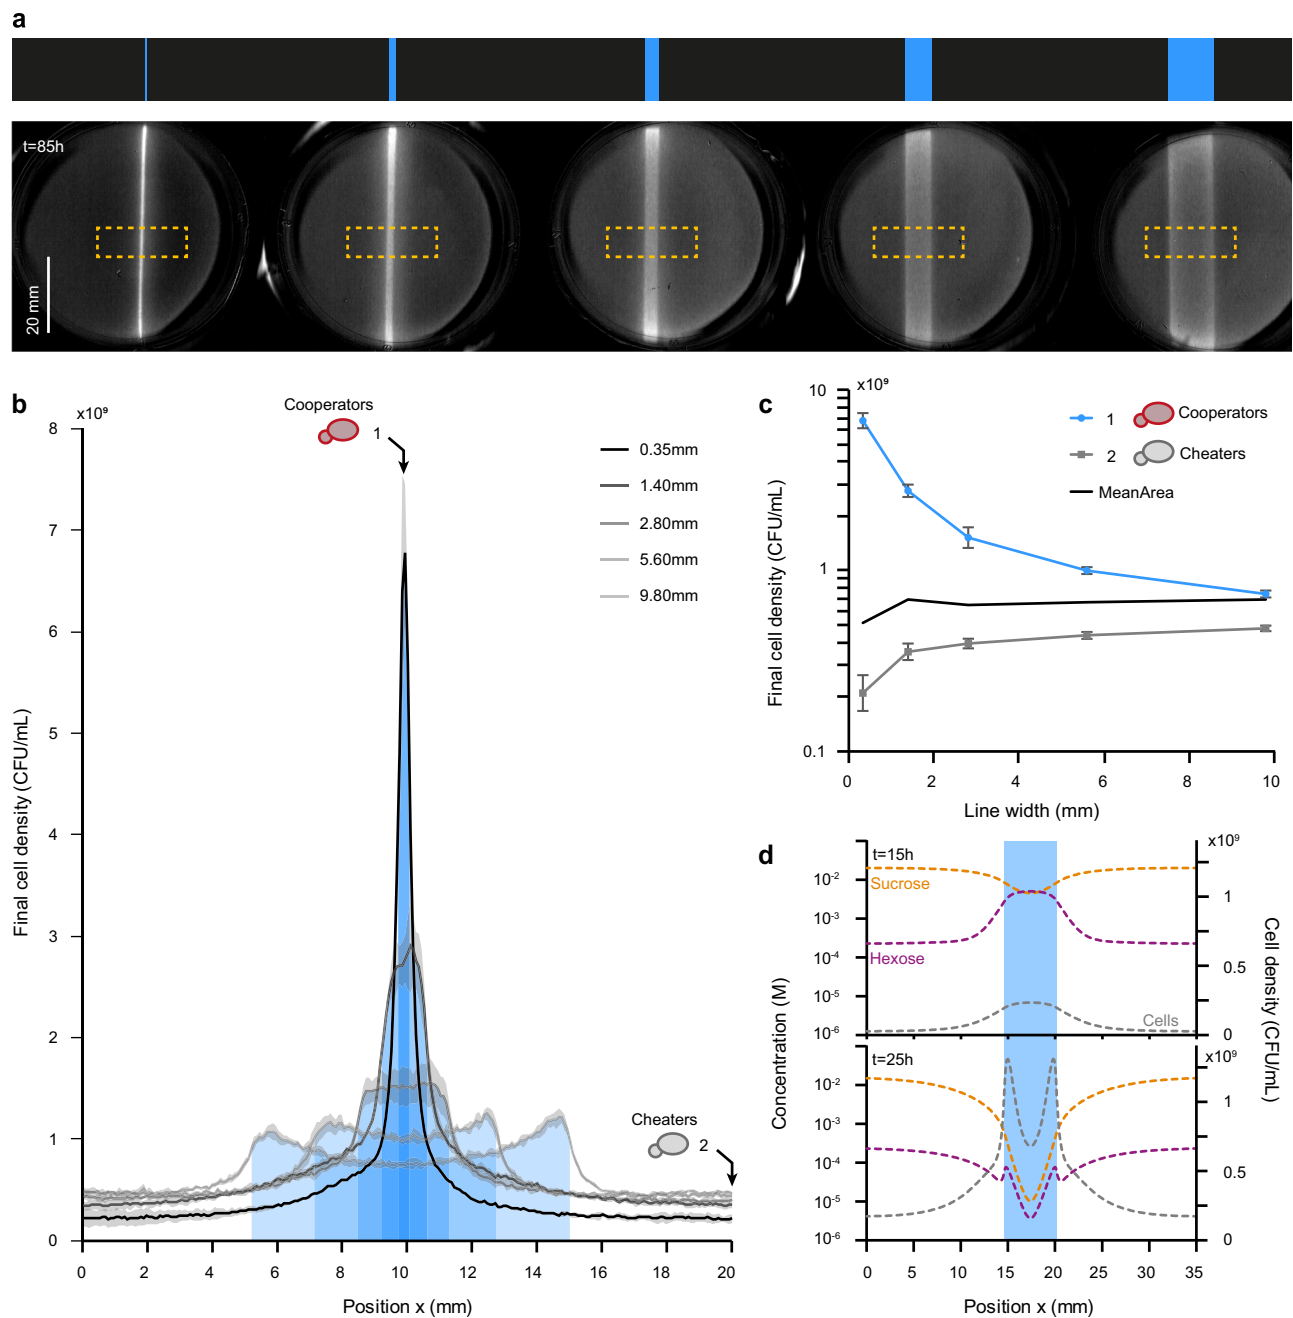 a
t=85h
20 mm
b
x10⁹
Final cell density (CFU/mL)
8
7
6
5
4
3
2
1
0
0 2 4 6 8 10 12 14 16 18 20
Position x (mm)
Cooperators
1
0.35mm
1.40mm
2.80mm
5.60mm
9.80mm
Cheaters
2
c
x10⁹
Final cell density (CFU/mL)
10
1
0.1
0 2 4 6 8 10
Line width (mm)
1 Cooperators
2 Cheaters
MeanArea
d
x10⁹
t=15h
Sucrose
Hexose
Cells
10⁻²
10⁻³
10⁻⁴
10⁻⁵
10⁻⁶
1
0.5
0
Concentration (M)
Cell density (CFU/mL)
t=25h
x10⁹
10⁻²
10⁻³
10⁻⁴
10⁻⁵
10⁻⁶
1
0.5
0
0 5 10 15 20 25 30 35
Position x (mm)